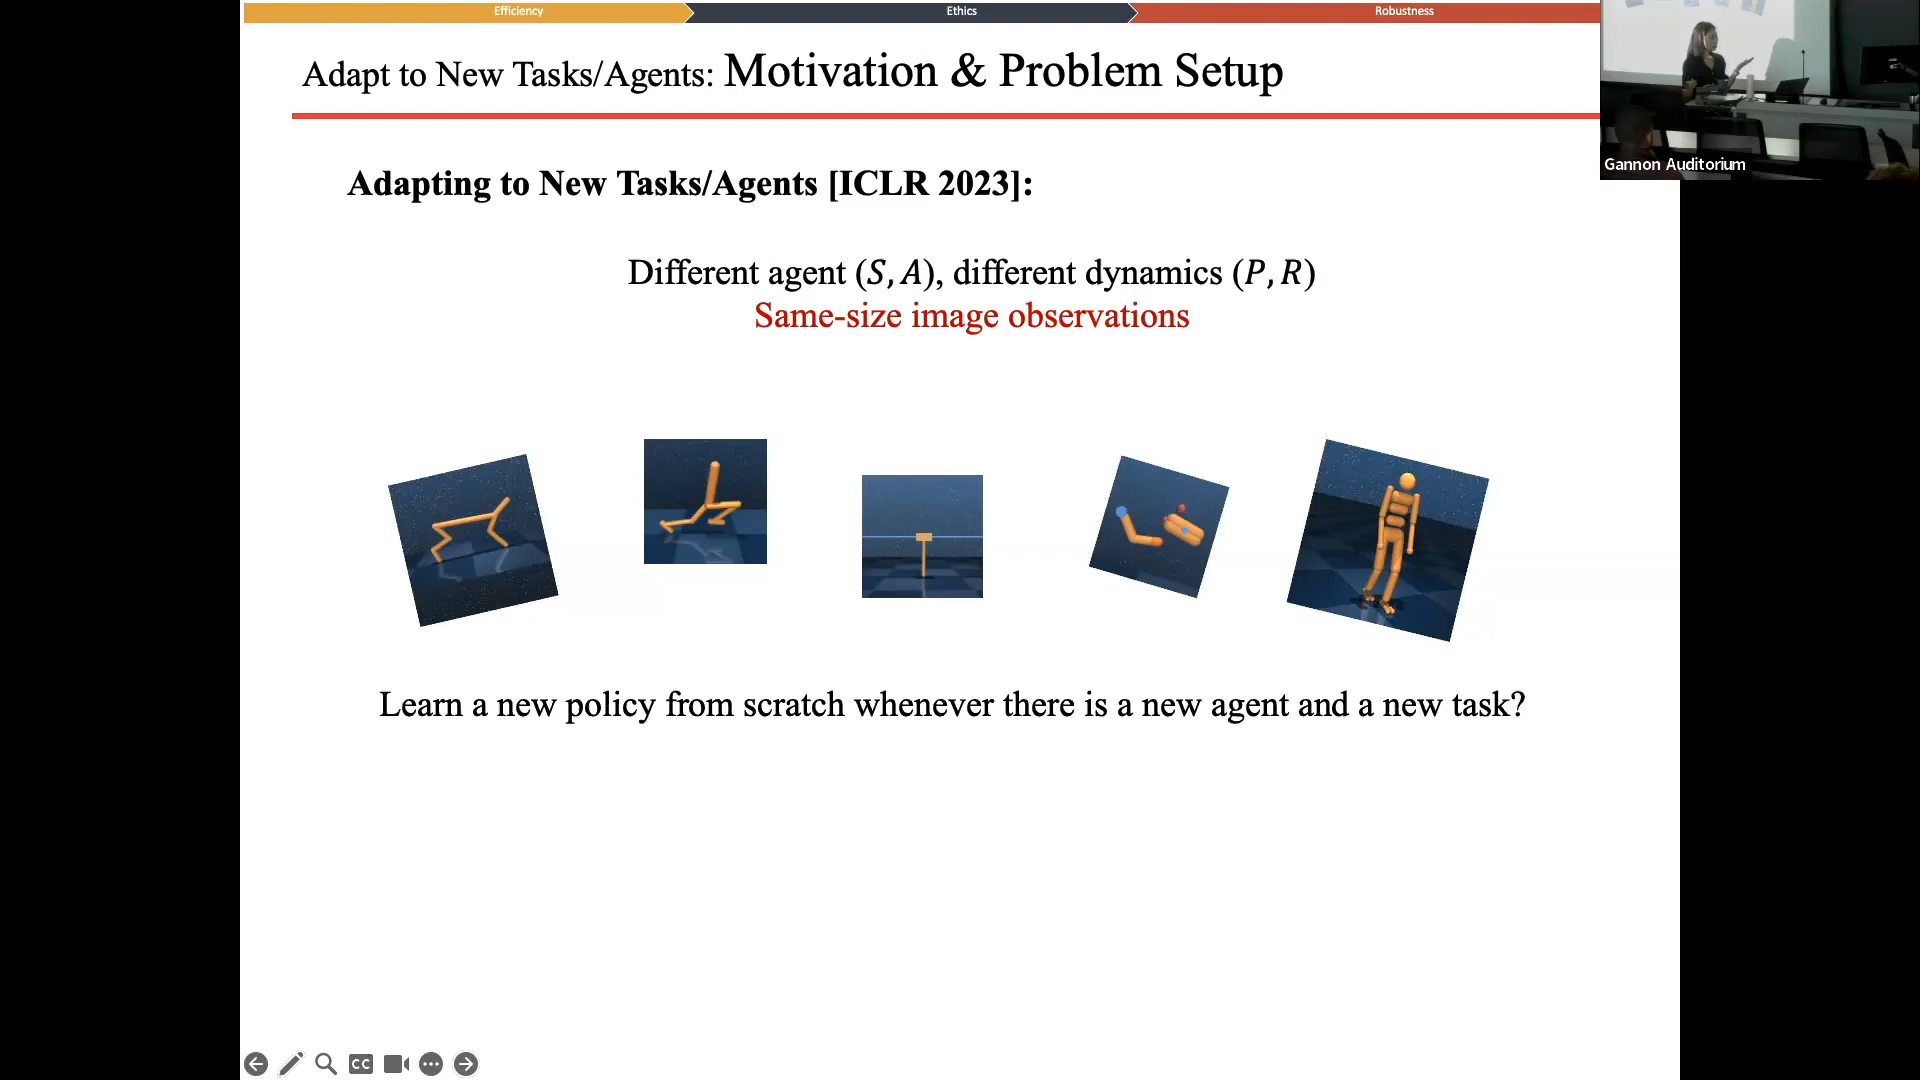 Efficiency
Ethics
Robustness
Adapt to New Tasks/Agents: Motivation & Problem Setup
Gannon Auditorium
Adapting to New Tasks/Agents [ICLR 2023]:
Different agent (S, A), different dynamics (P, R)
Same-size image observations
Learn a new policy from scratch whenever there is a new agent and a new task?
CC